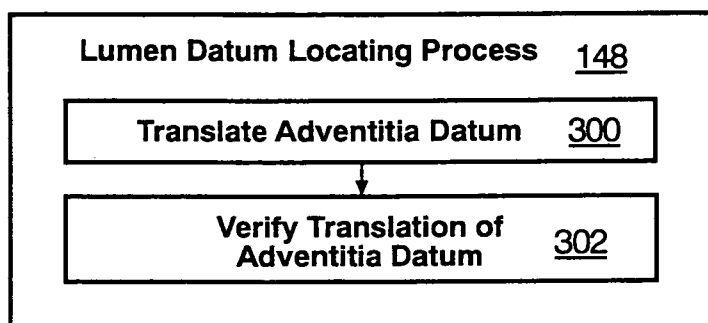 Lumen Datum Locating Process 148
Translate Adventitia Datum 300
Verify Translation of
Adventitia Datum 302